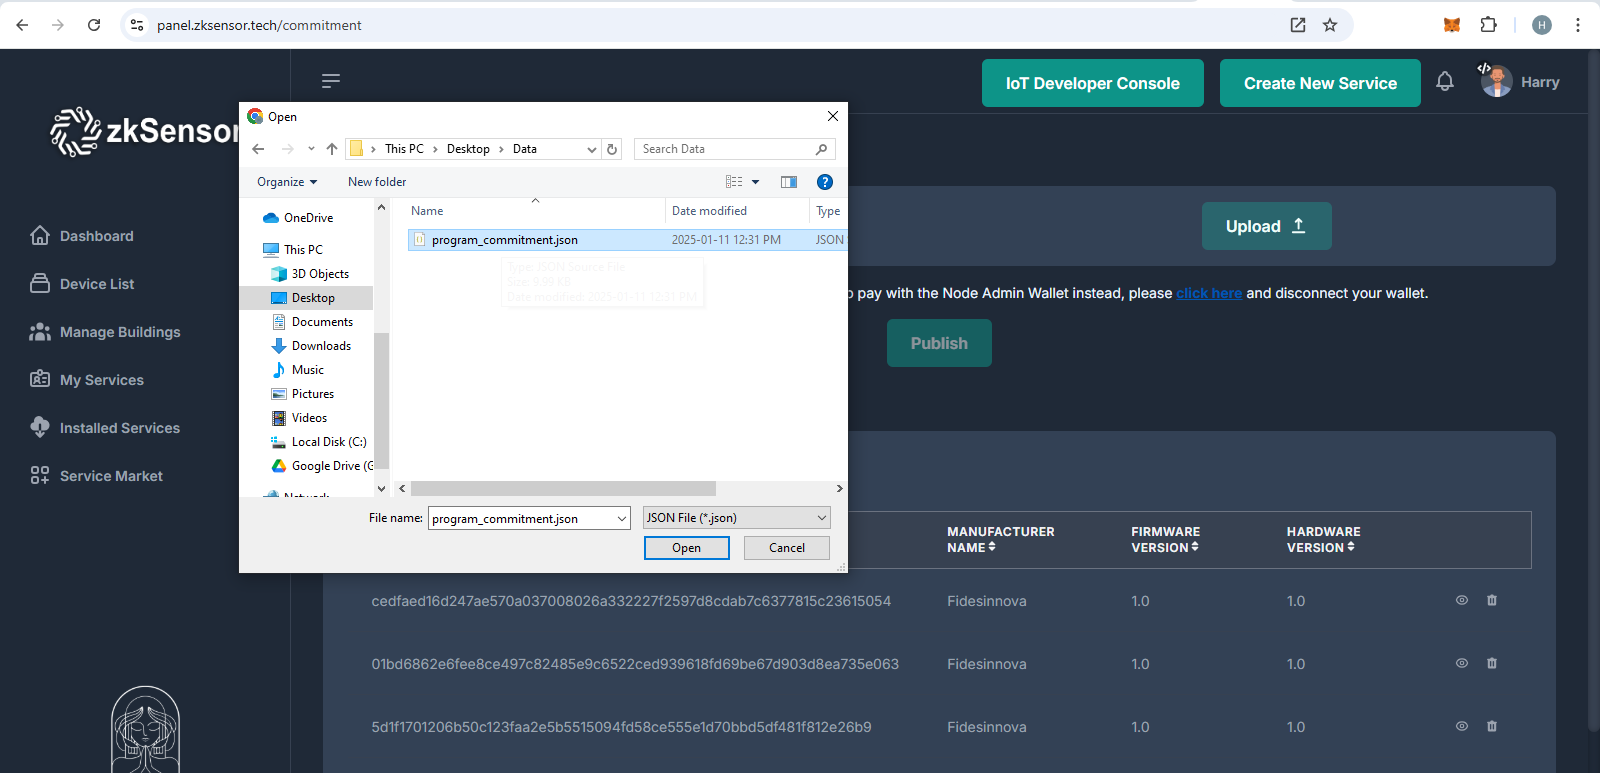 panel.zksensor.tech/commitment
H
IoT Developer Console
Create New Service
Harry
zkSensor
Dashboard
Device List
Manage Buildings
My Services
Installed Services
Service Market
Open
This PC
Desktop
Data
Search Data
Organize
New folder
?
Name
Date modified
Type
program_commitment.json
2025-01-11 12:31 PM
JSON
Type: JSON Source File
Size: 9.99 KB
Date modified: 2025-01-11 12:31 PM
OneDrive
This PC
3D Objects
Desktop
Documents
Downloads
Music
Pictures
Videos
Local Disk (C:)
Google Drive (G
Network
File name:
program_commitment.json
JSON File (*.json)
Open
Cancel
Upload
pay with the Node Admin Wallet instead, please click here and disconnect your wallet.
Publish
MANUFACTURER NAME
FIRMWARE VERSION
HARDWARE VERSION
cedfaed16d247ae570a037008026a332227f2597d8cdab7c6377815c23615054 Fidesinnova 1.0 1.0
01bd6862e6fee8ce497c82485e9c6522ced939618fd69be67d903d8ea735e063 Fidesinnova 1.0 1.0
5d1f1701206b50c123faa2e5b5515094fd58ce555e1d70bbd5df481f812e26b9 Fidesinnova 1.0 1.0